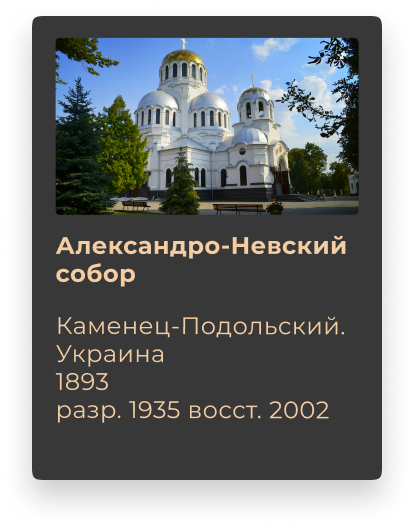 Александро-Невский
собор
Каменец-Подольский.
Украина
1893
разр. 1935 восст. 2002